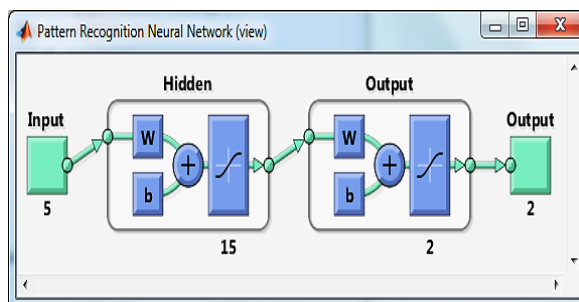 Pattern Recognition Neural Network (view)
Hidden
Output
Input
Output
W
W
b
b
5
15
2
2